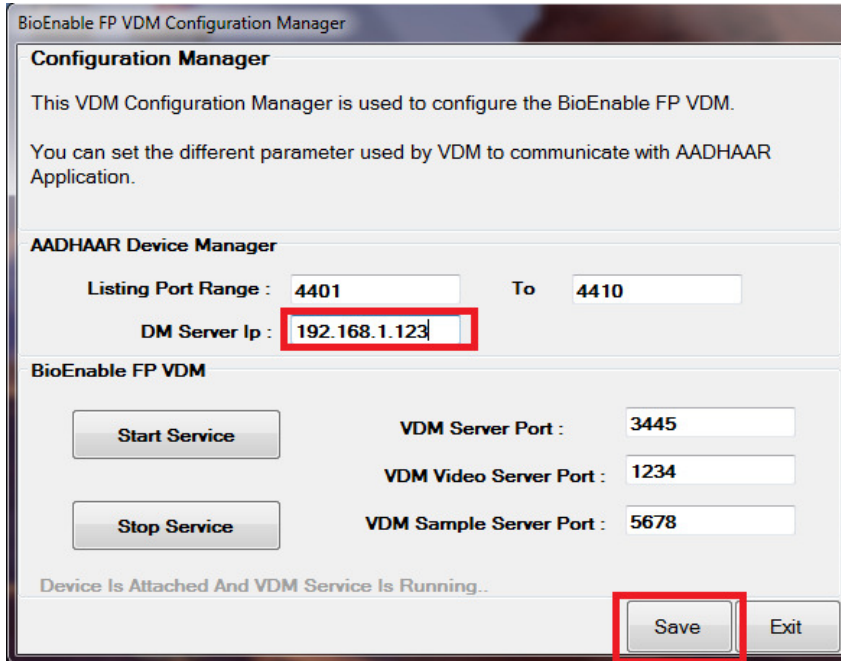 BioEnable FP VDM Configuration Manager
Configuration Manager
This VDM Configuration Manager is used to configure the BioEnable FP VDM.
You can set the different parameter used by VDM to communicate with AADHAAR
Application.
AADHAAR Device Manager
Listing Port Range : 4401 To 4410
DM Server Ip : 192.168.1.123
BioEnable FP VDM
Start Service
VDM Server Port : 3445
VDM Video Server Port : 1234
Stop Service
VDM Sample Server Port : 5678
Device Is Attached And VDM Service Is Running..
Save Exit